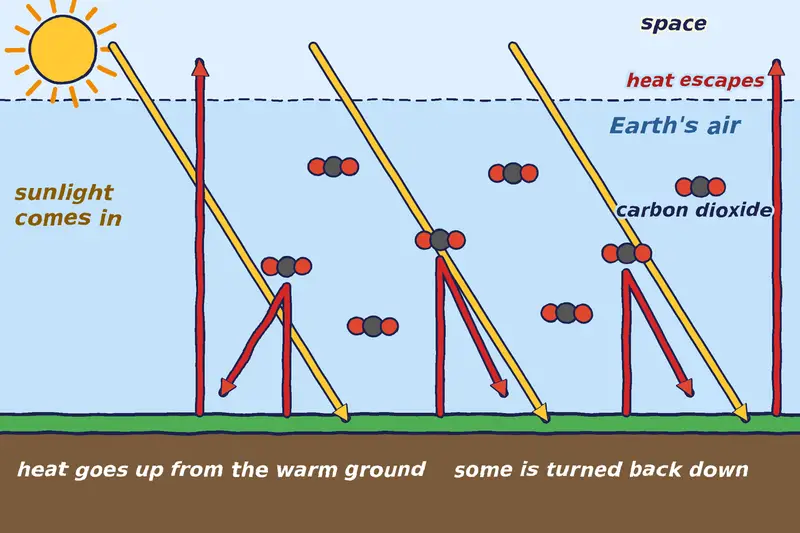 space
heat escapes
Earth's air
sunlight
comes in
carbon dioxide
heat goes up from the warm ground
some is turned back down